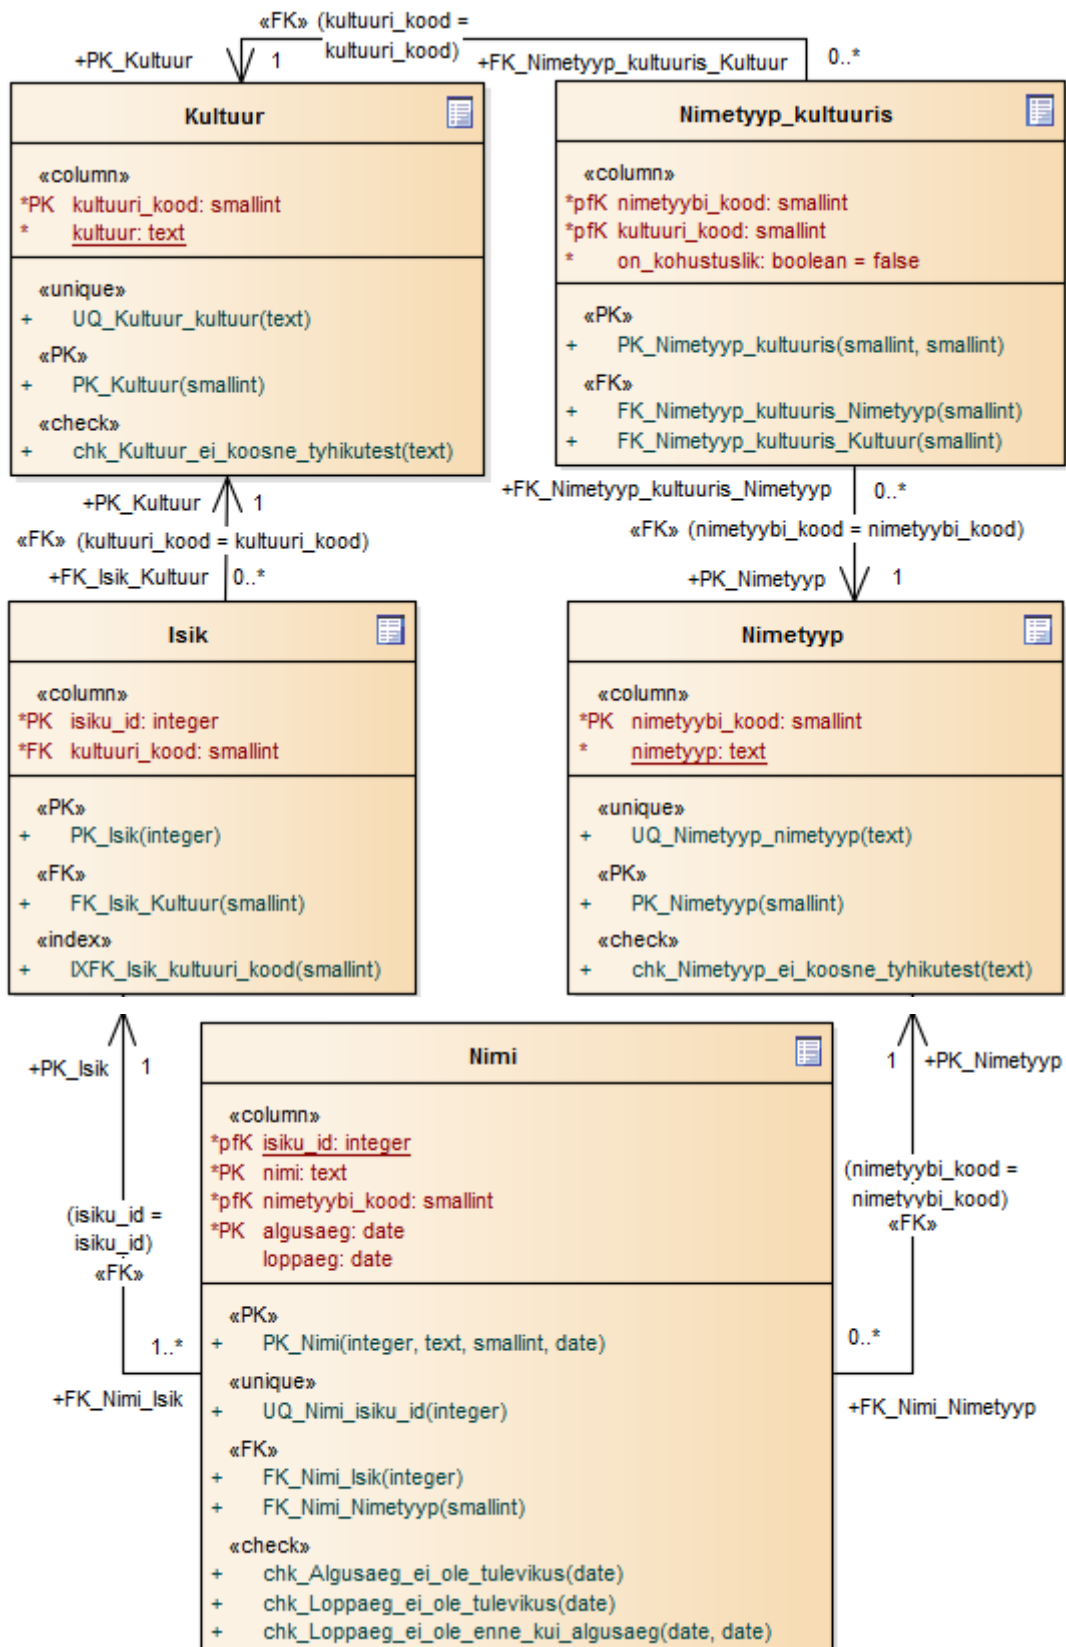 «FK» (kultuuri_kood =
kultuuri_kood)
+PK_Kultuur
1
+FK_Nimetyyp_kultuuris_Kultuur
0..*
Kultuur
«column»
*PK kultuuri_kood: smallint
* kultuur: text
«unique»
+ UQ_Kultuur_kultuur(text)
«PK»
+ PK_Kultuur(smallint)
«check»
+ chk_Kultuur_ei_koosne_tyhikutest(text)
Nimetyyp_kultuuris
«column»
*pfK nimetyybi_kood: smallint
*pfK kultuuri_kood: smallint
* on_kohustuslik: boolean = false
«PK»
+ PK_Nimetyyp_kultuuris(smallint, smallint)
«FK»
+ FK_Nimetyyp_kultuuris_Nimetyyp(smallint)
+ FK_Nimetyyp_kultuuris_Kultuur(smallint)
+PK_Kultuur
1
«FK» (kultuuri_kood = kultuuri_kood)
+FK_Isik_Kultuur
0..*
+FK_Nimetyyp_kultuuris_Nimetyyp
0..*
«FK» (nimetyybi_kood = nimetyybi_kood)
+PK_Nimetyyp
1
Isik
«column»
*PK isiku_id: integer
*FK kultuuri_kood: smallint
«PK»
+ PK_Isik(integer)
«FK»
+ FK_Isik_Kultuur(smallint)
«index»
+ IXFK_Isik_kultuuri_kood(smallint)
Nimetyyp
«column»
*PK nimetyybi_kood: smallint
* nimetyyp: text
«unique»
+ UQ_Nimetyyp_nimetyyp(text)
«PK»
+ PK_Nimetyyp(smallint)
«check»
+ chk_Nimetyyp_ei_koosne_tyhikutest(text)
+PK_Isik
1
(isiku_id =
isiku_id)
«FK»
1..*
+FK_Nimi_Isik
Nimi
«column»
*pfK isiku_id: integer
*PK nimi: text
*pfK nimetyybi_kood: smallint
*PK algusaeg: date
loppaeg: date
«PK»
+ PK_Nimi(integer, text, smallint, date)
«unique»
+ UQ_Nimi_isiku_id(integer)
«FK»
+ FK_Nimi_Isik(integer)
+ FK_Nimi_Nimetyyp(smallint)
«check»
+ chk_Algusaeg_ei_ole_tulevikus(date)
+ chk_Loppaeg_ei_ole_tulevikus(date)
+ chk_Loppaeg_ei_ole_enne_kui_algusaeg(date, date)
1
+PK_Nimetyyp
(nimetyybi_kood =
nimetyybi_kood)
«FK»
0..*
+FK_Nimi_Nimetyyp